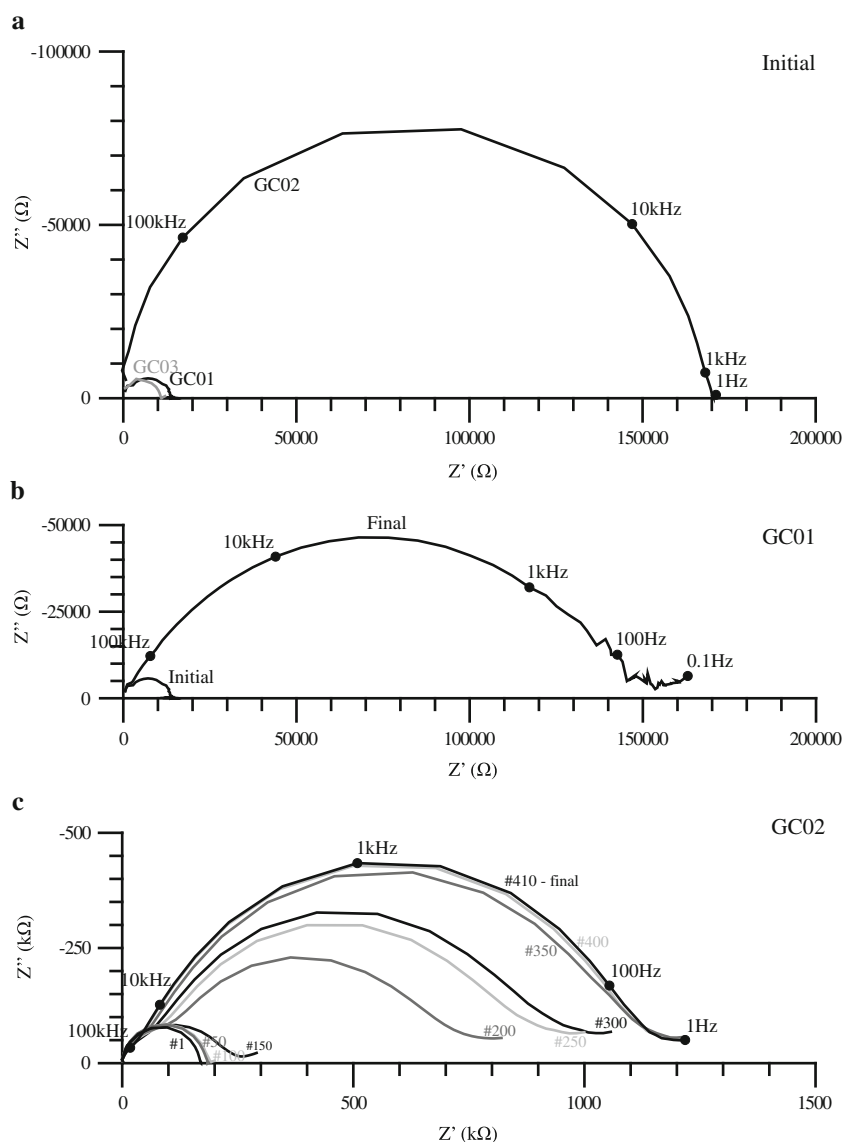 a
-100000
Initial
GC02
100kHz
10kHz
-50000
Z" (Ω)
GC03
GC01
1kHz
1Hz
0
0
50000
100000
150000
200000
Z' (Ω)
b
-50000
Final
GC01
10kHz
1kHz
-25000
Z" (Ω)
100kHz
100Hz
0.1Hz
Initial
0
0
50000
100000
150000
200000
Z' (Ω)
c
-500
GC02
1kHz
#410 - final
#400
#350
-250
Z" (kΩ)
10kHz
100Hz
100kHz
#1
#50
#100
#150
#200
#250
#300
1Hz
0
0
500
1000
1500
Z' (kΩ)